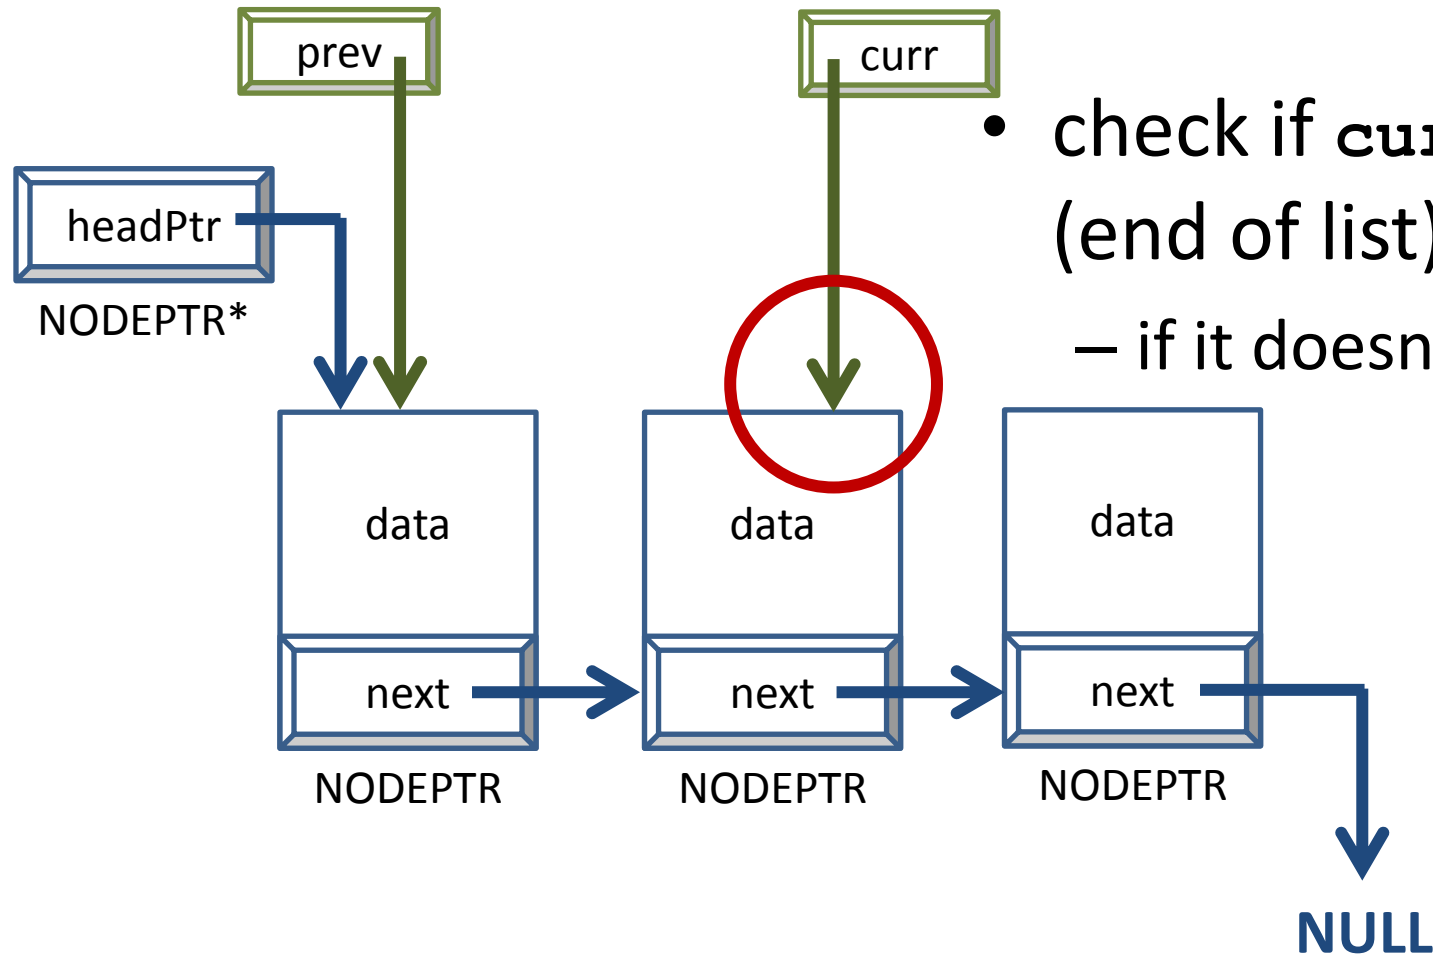 prev
curr
• check if
(end of list)
headPtr
NODEPTR*
– if it
data
data
data
next
next
next
NODEPTR
NODEPTR
NODEPTR
NULL